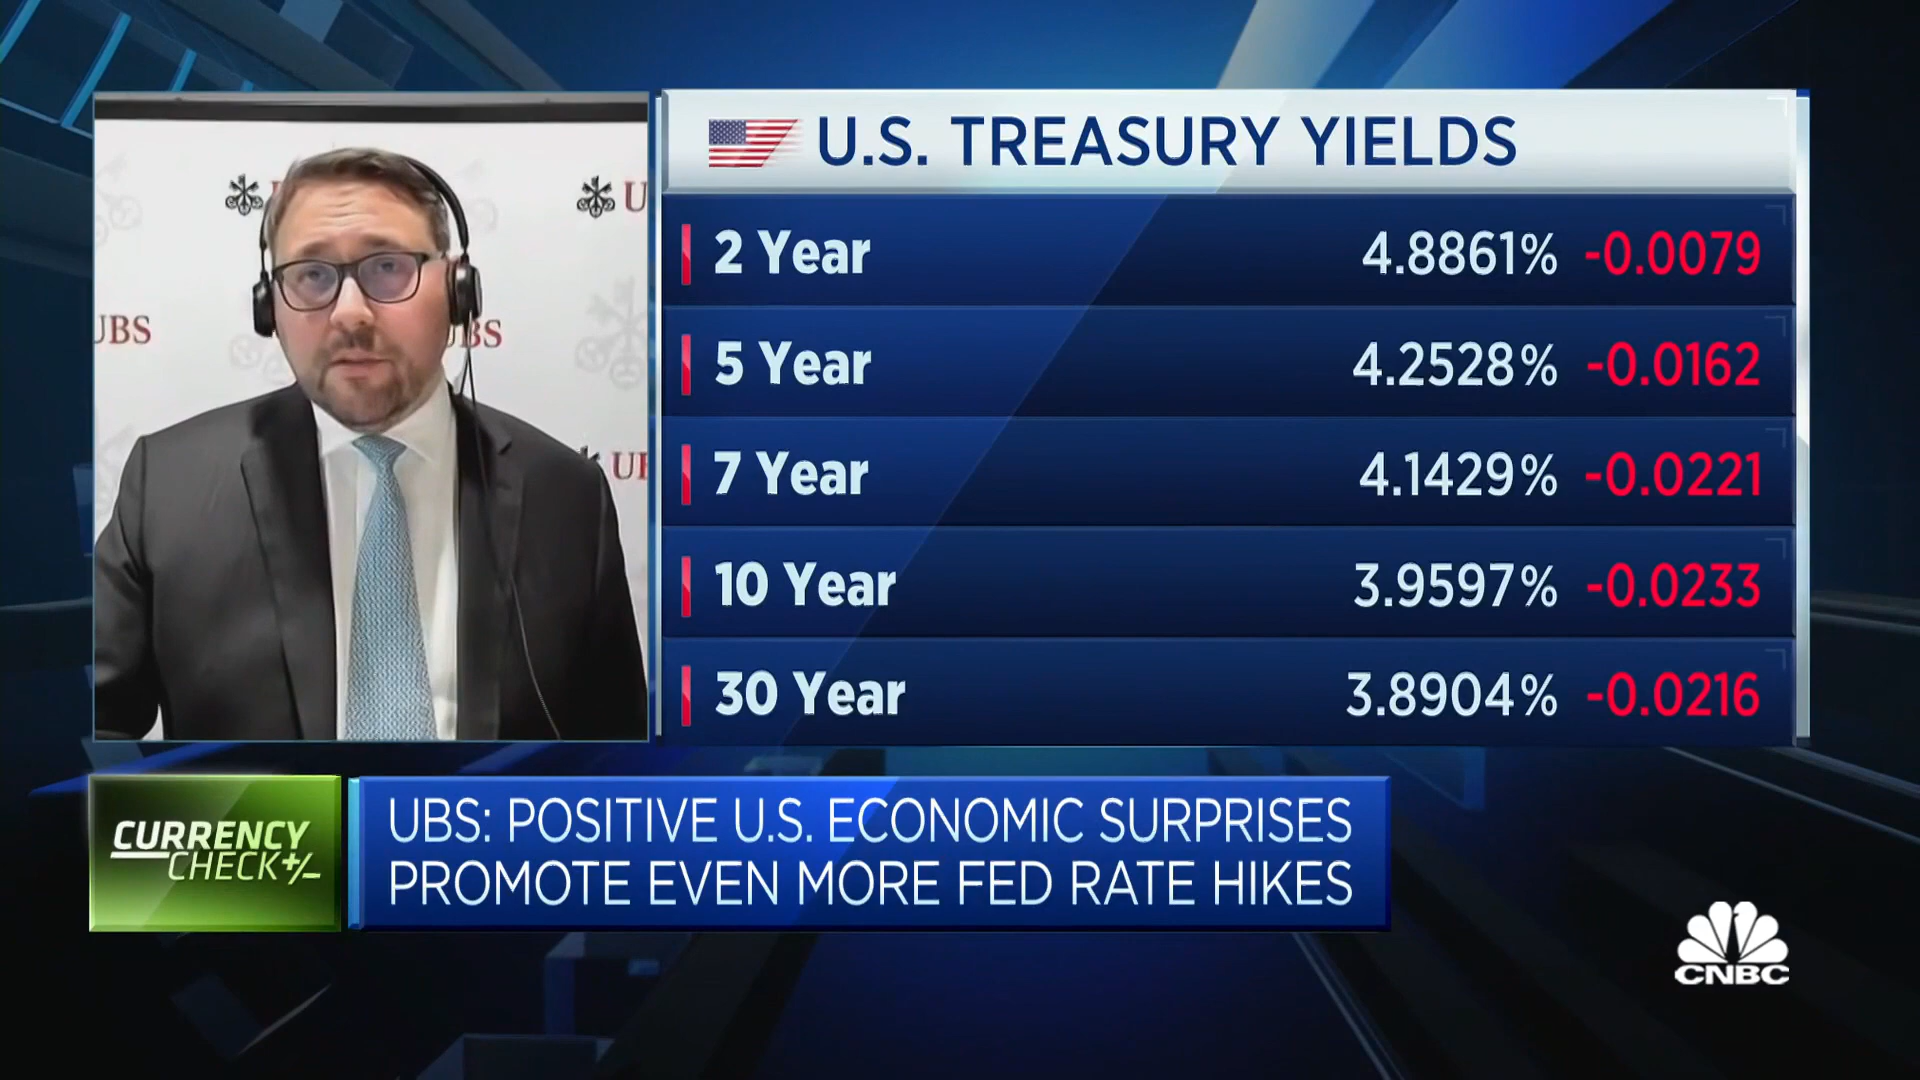 U
UBS
UBS
UB
U.S. TREASURY YIELDS
2 Year 4.8861% -0.0079
5 Year 4.2528% -0.0162
7 Year 4.1429% -0.0221
10 Year 3.9597% -0.0233
30 Year 3.8904% -0.0216
CURRENCY
CHECK+/-
UBS: POSITIVE U.S. ECONOMIC SURPRISES
PROMOTE EVEN MORE FED RATE HIKES
CNBC